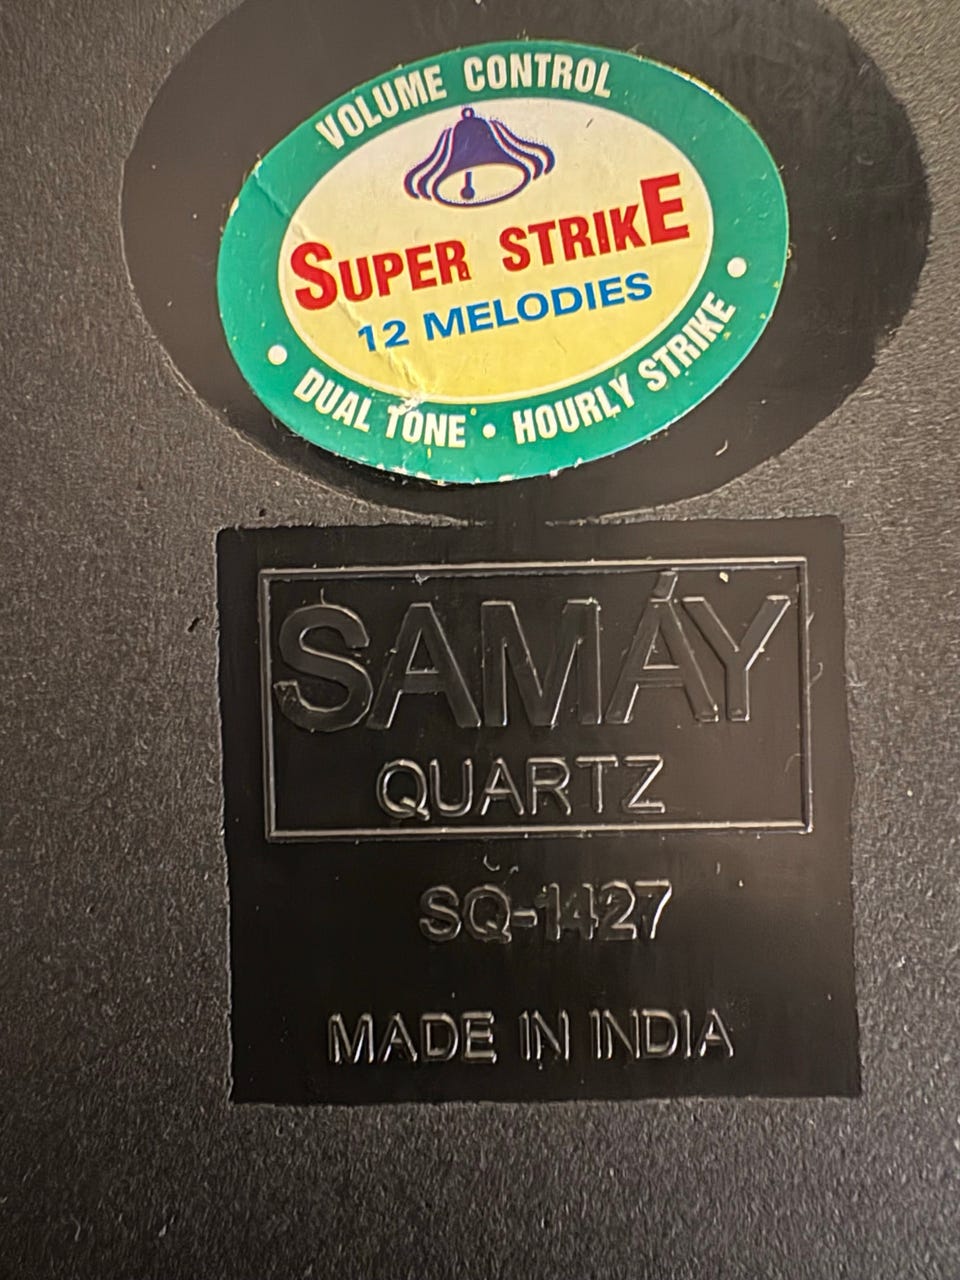 VOLUME CONTROL
SUPER STRIKE
12 MELODIES
DUAL TONE • HOURLY STRIKE
SAMÁY
QUARTZ
SQ-1427
MADE IN INDIA